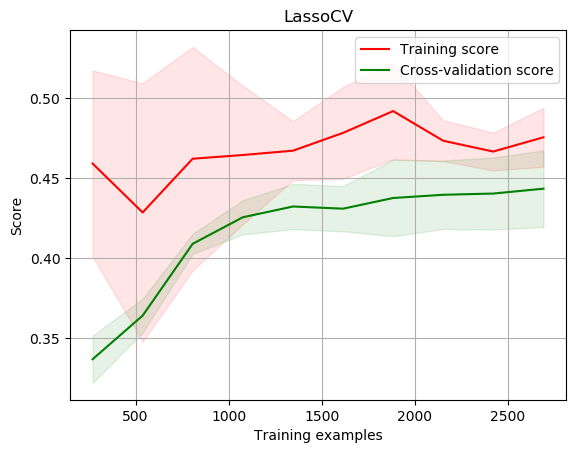 LassoCV
Training score
Cross-validation score
0.50
0.45
0.40
0.35
Score
500
1000
1500
2000
2500
Training examples